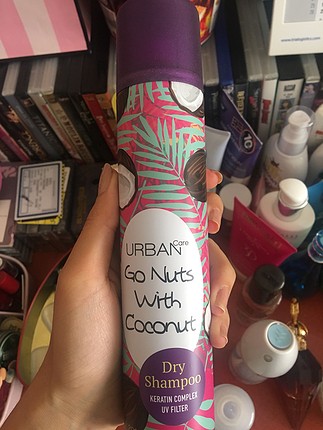 URBAN Care
Go Nuts
With
Coconut
Dry
Shampoo
KERATIN COMPLEX
UV FILTER